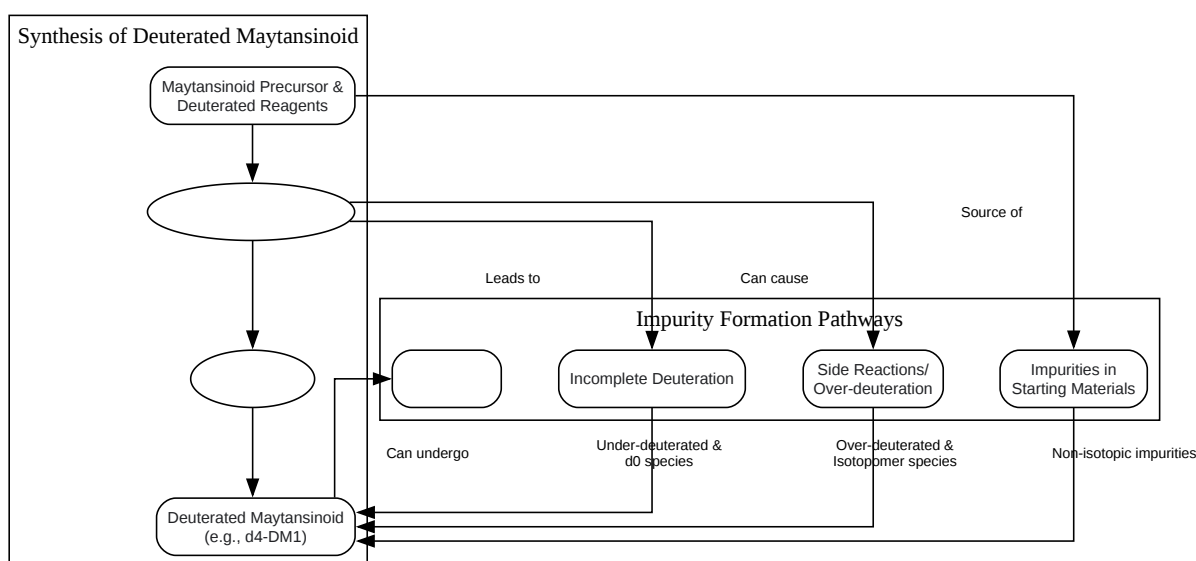 Synthesis of Deuterated Maytansinoid
Maytansinoid Precursor &
Deuterated Reagents
Source of
Leads to
Can cause
Impurity Formation Pathways
Incomplete Deuteration
Side Reactions/
Over-deuteration
Impurities in
Starting Materials
Can undergo
Under-deuterated &
d0 species
Over-deuterated &
Isotopomer species
Non-isotopic impurities
Deuterated Maytansinoid
(e.g., d4-DM1)